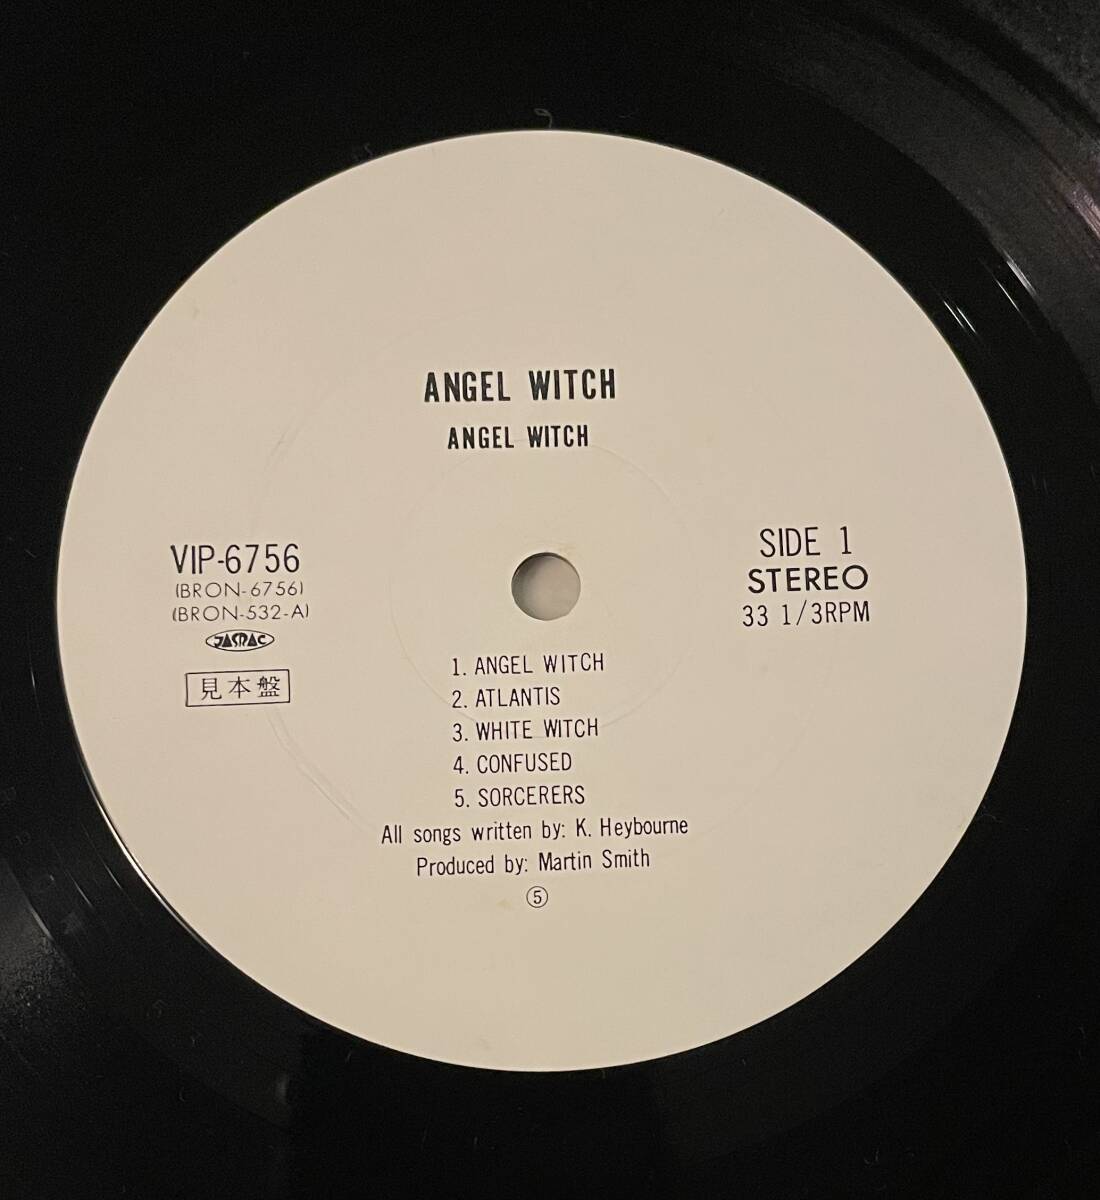 ANGEL WITCH
ANGEL WITCH
VIP-6756
(BRON-6756)
(BRON-532-A)
JASRAC
見本盤
SIDE 1
STEREO
33 1/3RPM
1. ANGEL WITCH
2. ATLANTIS
3. WHITE WITCH
4. CONFUSED
5. SORCERERS
All songs written by: K. Heybourne
Produced by: Martin Smith
⑤